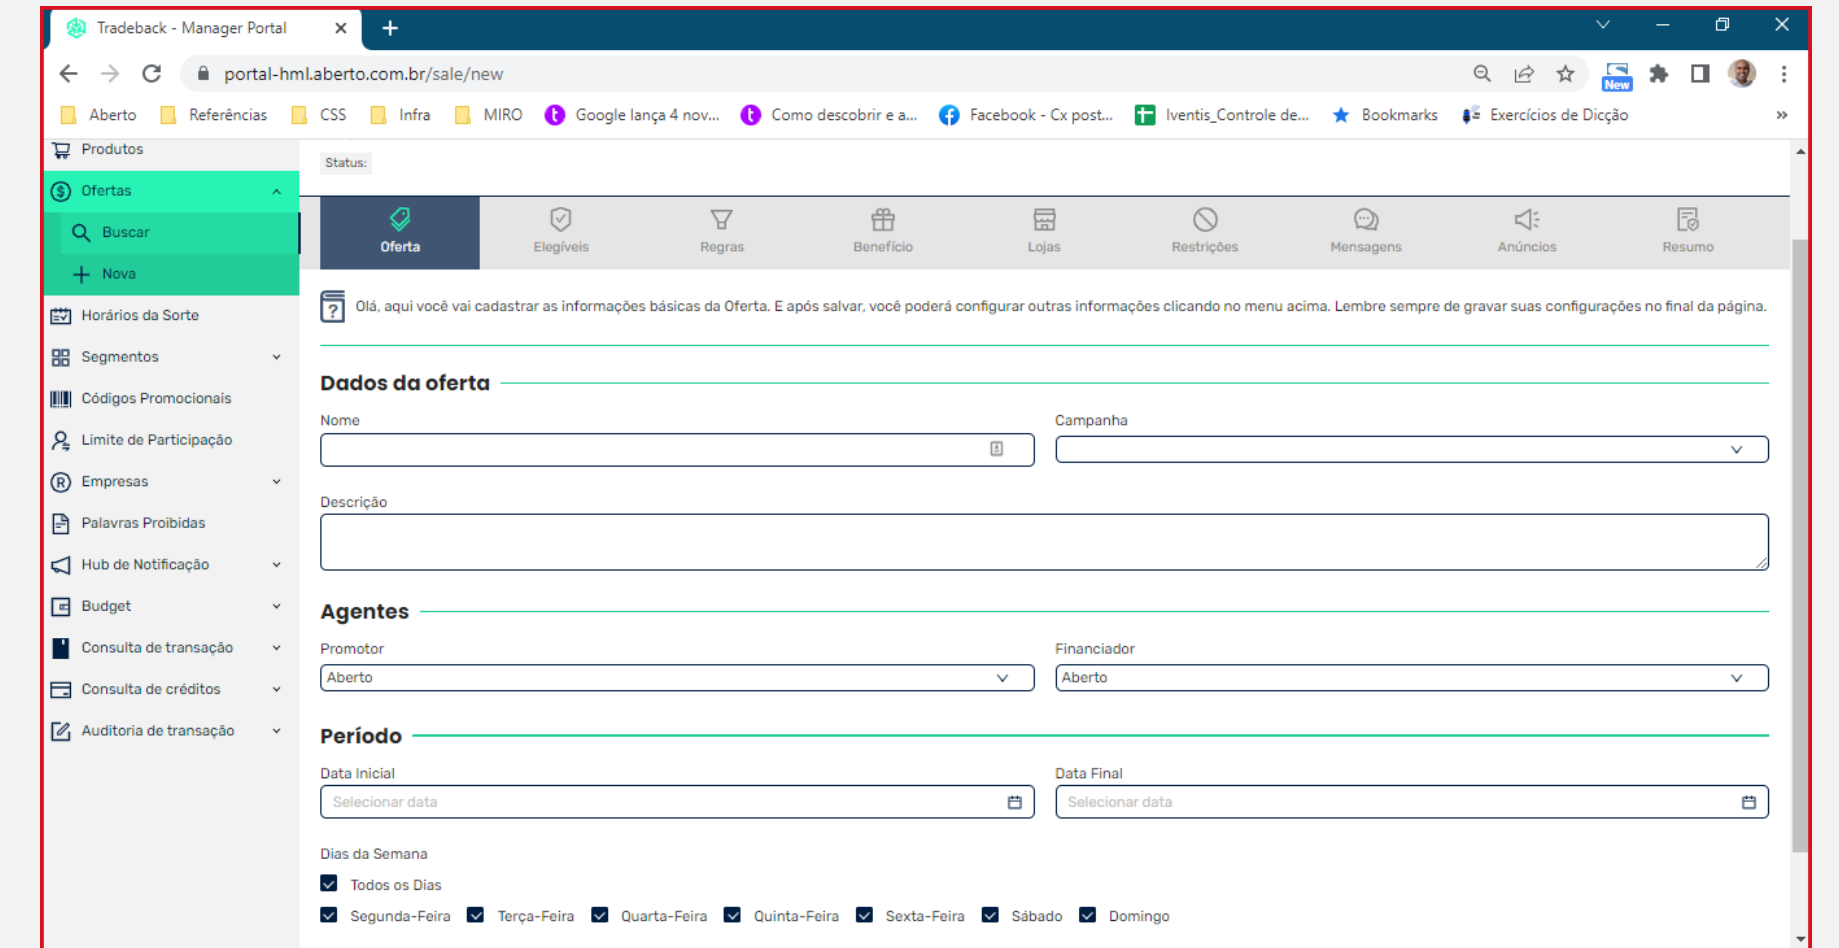 Tradeback - Manager Portal
portal-hml.aberto.com.br/sale/new
New
Aberto Referências CSS Infra MIRO Google lança 4 nov... Como descobrir e a... Facebook - Cx post... Iventis_Controle de... Bookmarks Exercícios de Dicção »
Produtos
Ofertas
Buscar
Nova
Horários da Sorte
Segmentos
Códigos Promocionais
Limite de Participação
Empresas
Palavras Proibidas
Hub de Notificação
Budget
Consulta de transação
Consulta de créditos
Auditoria de transação
Status:
Oferta Elegíveis Regras Benefício Lojas Restrições Mensagens Anúncios Resumo
Olá, aqui você vai cadastrar as informações básicas da Oferta. E após salvar, você poderá configurar outras informações clicando no menu acima. Lembre sempre de gravar suas configurações no final da página.
Dados da oferta
Nome Campanha
Descrição
Agentes
Promotor Financiador
Aberto Aberto
Período
Data Inicial Data Final
Selecionar data Selecionar data
Dias da Semana
Todos os Dias
Segunda-Feira Terça-Feira Quarta-Feira Quinta-Feira Sexta-Feira Sábado Domingo